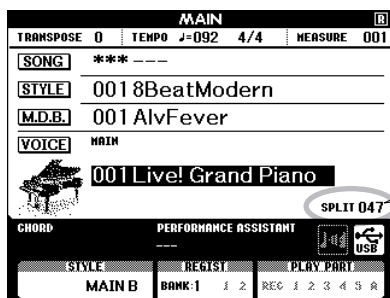 MAIN R
TRANSPOSE 0 TEMPO ♩=092 4/4 MEASURE 001
SONG ***---
STYLE 001 8BeatModern
M.D.B. 001 AlvFever
VOICE MAIN
001 Live! Grand Piano
SPLIT 047
CHORD PERFORMANCE ASSISTANT
---
USB
STYLE REGIST PLAY PART
MAIN B BANK:1 1 2 REC 1 2 3 4 5 A